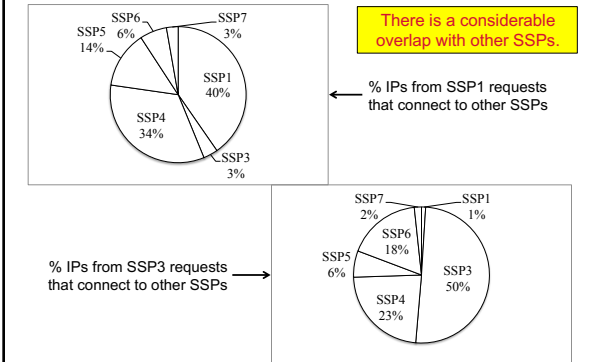 SSP6
6%
SSP7
3%
SSP5
14%
SSP1
40%
SSP4
34%
SSP3
3%
There is a considerable
overlap with other SSPs.
% IPs from SSP1 requests
that connect to other SSPs
% IPs from SSP3 requests
that connect to other SSPs
SSP7
2%
SSP1
1%
SSP6
18%
SSP5
6%
SSP3
50%
SSP4
23%